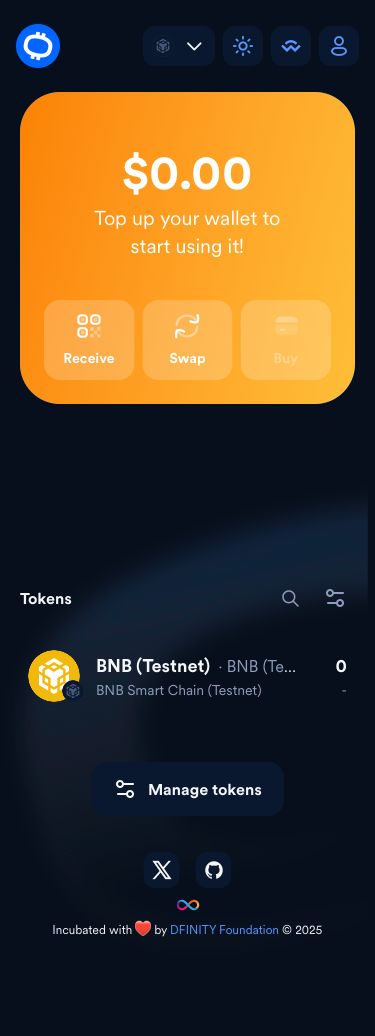 $0.00
Top up your wallet to
start using it!
Receive Swap Buy
Tokens
BNB (Testnet) · BNB (Te... 0
BNB Smart Chain (Testnet) -
Manage tokens
Incubated with ❤️ by DFINITY Foundation © 2025